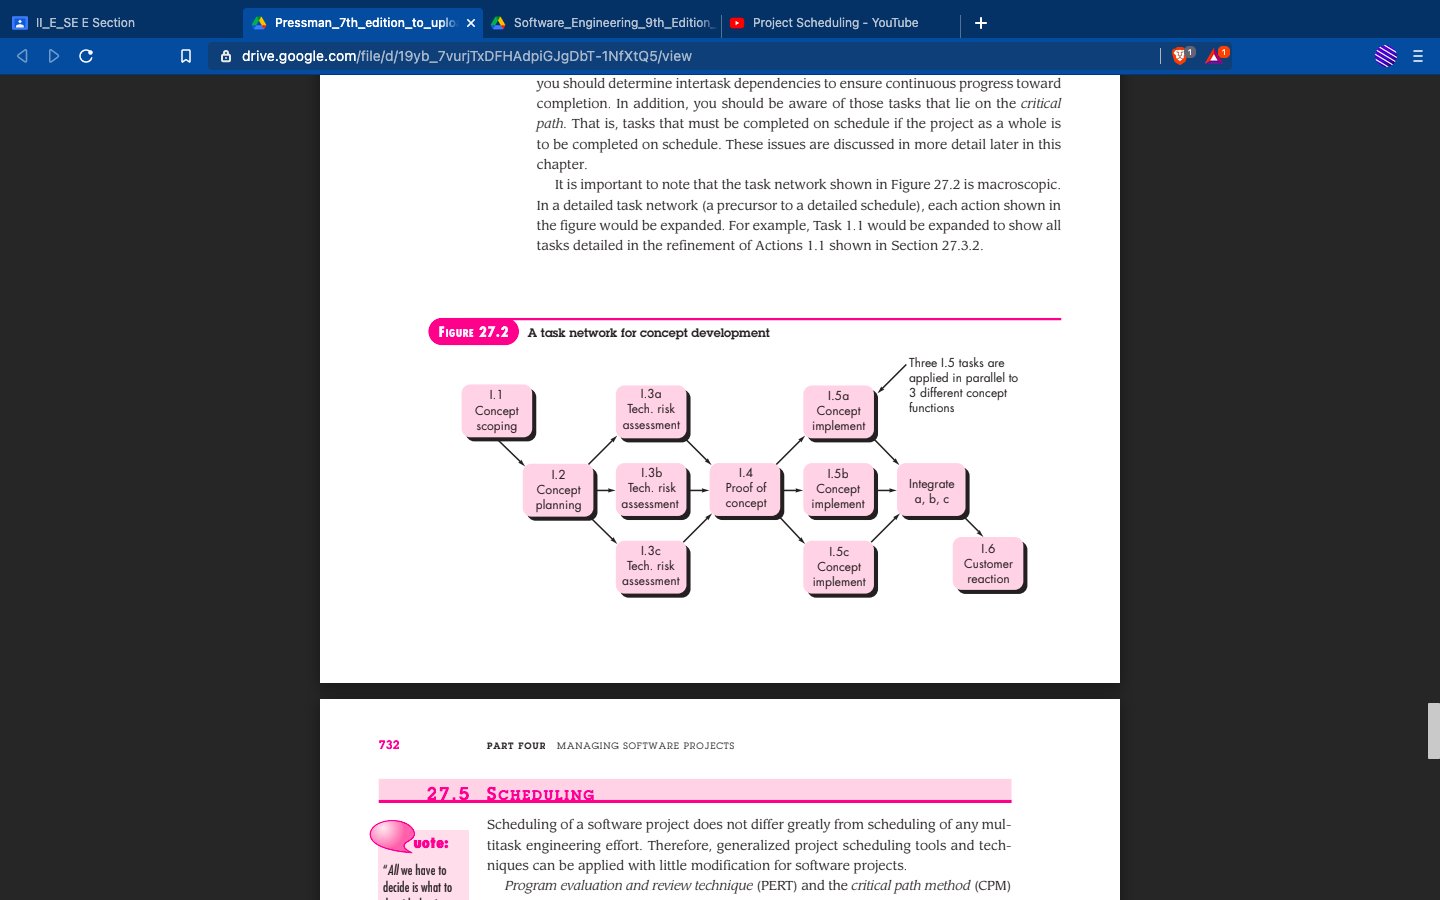 II_E_SE E Section
Pressman_7th_edition_to_uplo
Software_Engineering_9th_Edition_
Project Scheduling - YouTube
drive.google.com/file/d/19yb_7vurjTxDFHAdpiGJgDbT-1NfXtQ5/view
1
1
you should determine intertask dependencies to ensure continuous progress toward
completion. In addition, you should be aware of those tasks that lie on the critical
path. That is, tasks that must be completed on schedule if the project as a whole is
to be completed on schedule. These issues are discussed in more detail later in this
chapter.
It is important to note that the task network shown in Figure 27.2 is macroscopic.
In a detailed task network (a precursor to a detailed schedule), each action shown in
the figure would be expanded. For example, Task 1.1 would be expanded to show all
tasks detailed in the refinement of Actions 1.1 shown in Section 27.3.2.
FIGURE 27.2 A task network for concept development
Three I.5 tasks are
applied in parallel to
3 different concept
functions
I.1
Concept
scoping
I.2
Concept
planning
I.3a
Tech. risk
assessment
I.3b
Tech. risk
assessment
I.3c
Tech. risk
assessment
I.4
Proof of
concept
I.5a
Concept
implement
I.5b
Concept
implement
I.5c
Concept
implement
Integrate
a, b, c
I.6
Customer
reaction
732 PART FOUR MANAGING SOFTWARE PROJECTS
27.5 SCHEDULING
uote:
"All we have to
decide is what to
Scheduling of a software project does not differ greatly from scheduling of any mul-
titask engineering effort. Therefore, generalized project scheduling tools and tech-
niques can be applied with little modification for software projects.
Program evaluation and review technique (PERT) and the critical path method (CPM)